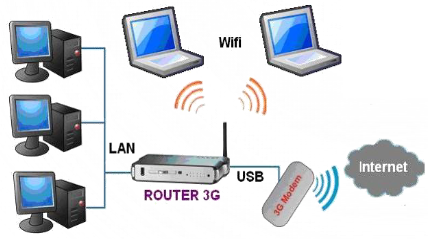 Wifi
LAN
ROUTER 3G
USB
3G Modem
Internet